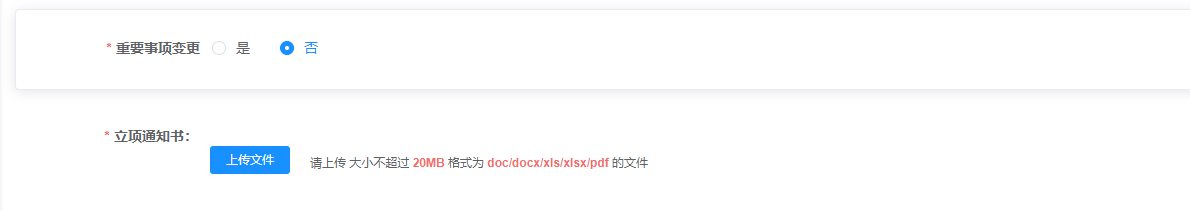 * 重要事项变更 是 否
* 立项通知书：
上传文件 请上传 大小不超过 20MB 格式为 doc/docx/xls/xlsx/pdf 的文件